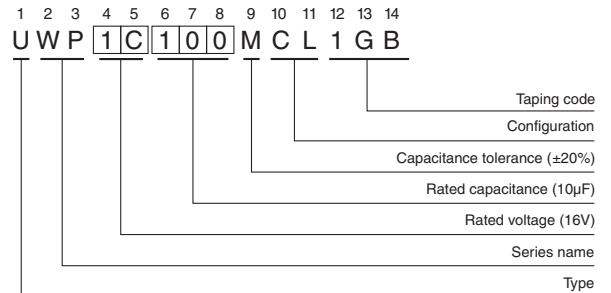 1 2 3 4 5 6 7 8 9 10 11 12 13 14
U W P 1 C 1 0 0 M C L 1 G B
Taping code
Configuration
Capacitance tolerance (±20%)
Rated capacitance (10µF)
Rated voltage (16V)
Series name
Type